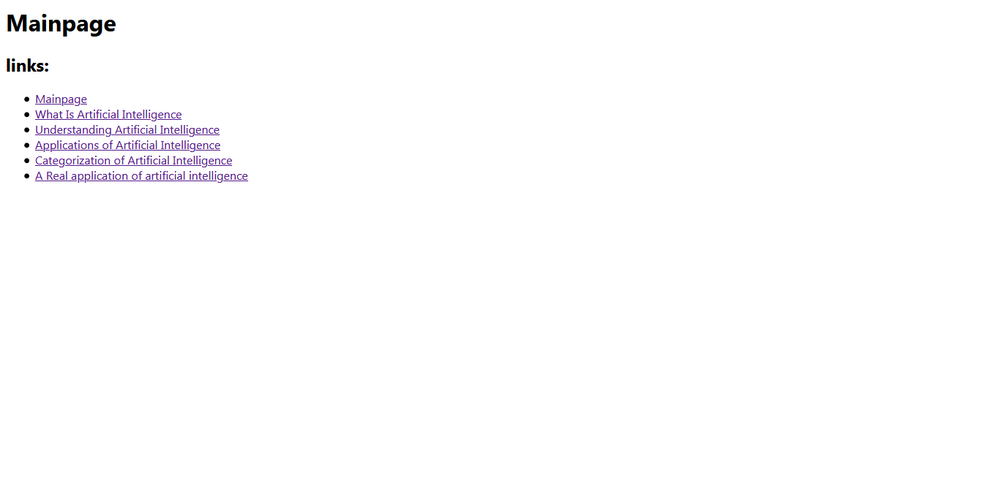 Mainpage
links:
Mainpage
What Is Artificial Intelligence
Understanding Artificial Intelligence
Applications of Artificial Intelligence
Categorization of Artificial Intelligence
A Real application of artificial intelligence